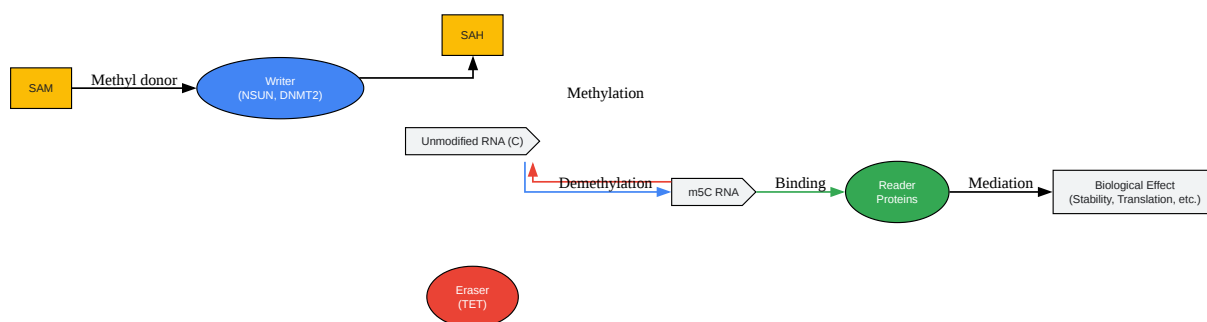 SAH
SAM
Methyl donor
Writer
(NSUN, DNMT2)
Methylation
Unmodified RNA (C)
Demethylation
m5C RNA
Binding
Reader
Proteins
Mediation
Biological Effect
(Stability, Translation, etc.)
Eraser
(TET)